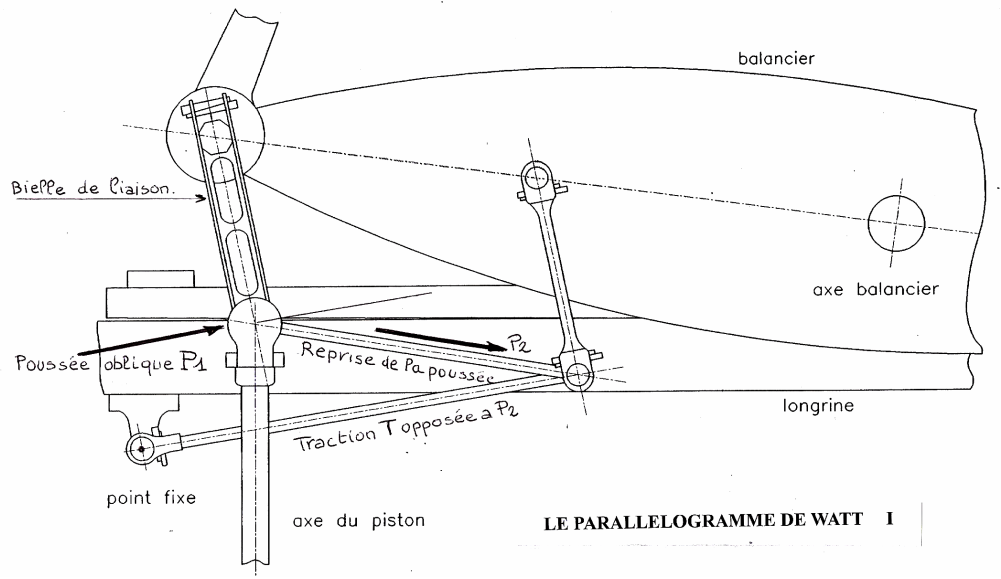 balancier
Bielle de liaison.
axe balancier
Poussée oblique P1
P2
Reprise de la poussée
longrine
Traction T opposée à P2
point fixe
axe du piston
LE PARALLELOGRAMME DE WATT I